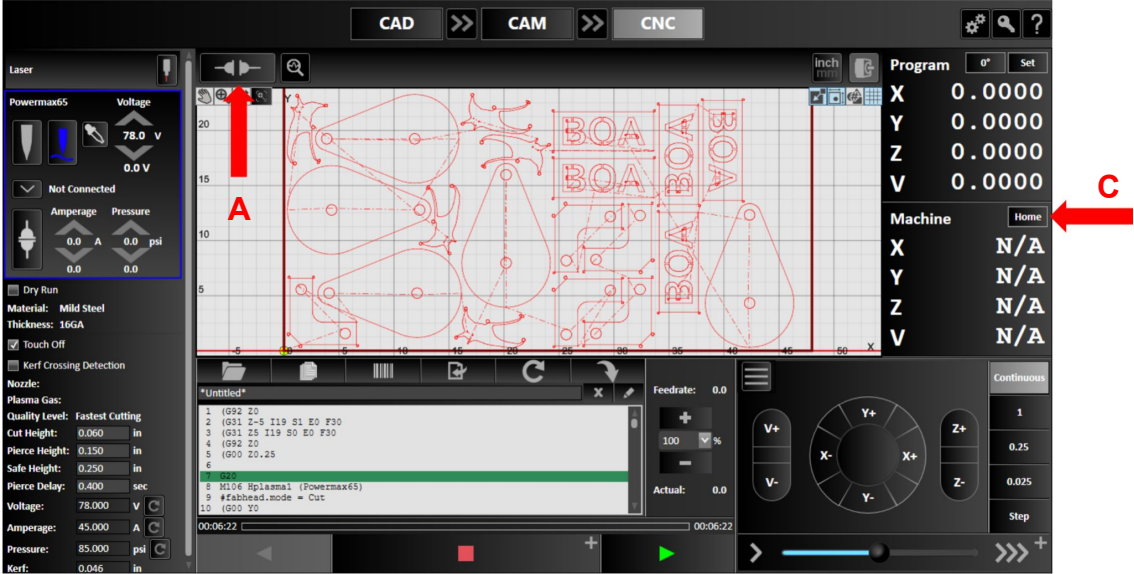 CAD >> CAM >> CNC
?
Laser
inch
mm
Program 0° Set
X 0.0000
Y 0.0000
Z 0.0000
V 0.0000
Powermax65 Voltage
78.0 V
0.0 V
Not Connected
Amperage Pressure
0.0 A 0.0 psi
0.0 0.0
Dry Run
Material: Mild Steel
Thickness: 16GA
Touch Off
Kerf Crossing Detection
Nozzle:
Plasma Gas:
Quality Level: Fastest Cutting
Cut Height: 0.060 in
Pierce Height: 0.150 in
Safe Height: 0.250 in
Pierce Delay: 0.400 sec
Voltage: 78.000 V
Amperage: 45.000 A
Pressure: 85.000 psi
Kerf: 0.046 in
A
C
Y
20
15
10
5
-5 0 5 10 15 20 25 30 35 40 45 50 X
BOA
BOA
BOA
BOA
BOA
Machine Home
X N/A
Y N/A
Z N/A
V N/A
*Untitled* X
1 (G92 Z0
2 (G31 Z-5 I19 S1 E0 F30
3 (G31 Z5 I19 S0 E0 F30
4 (G92 Z0
5 (G00 Z0.25
6
7 G20
8 M106 Hplasma1 (Powermax65)
9 #fabhead.mode = Cut
10 (G00 Y0
00:06:22 00:06:22
Feedrate: 0.0
+
100 %
Actual: 0.0
V+
V-
Y+
X- X+
Y-
Z+
Z-
Continuous
1
0.25
0.025
Step
+
> >>> +